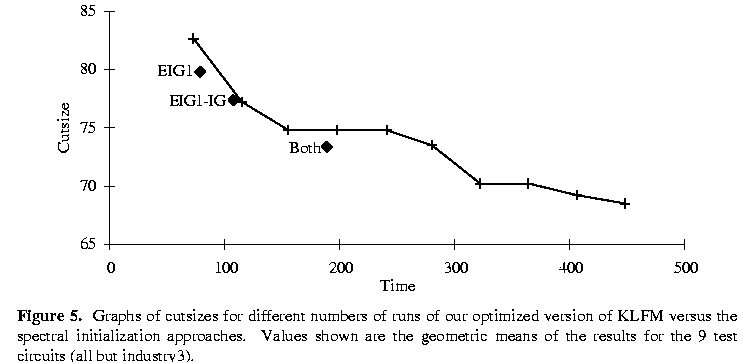 85
80
75
70
65
Cutsize
EIG1
EIG1-IG
Both
0 100 200 300 400 500
Time
Figure 5. Graphs of cutsizes for different numbers of runs of our optimized version of KLFM versus the
spectral initialization approaches. Values shown are the geometric means of the results for the 9 test
circuits (all but industry3).